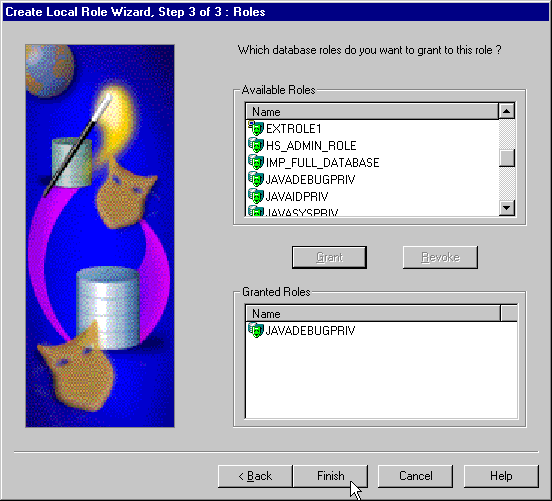 Create Local Role Wizard, Step 3 of 3 : Roles
Which database roles do you want to grant to this role ?
Available Roles
Name
EXTROLE1
HS_ADMIN_ROLE
IMP_FULL_DATABASE
JAVADEBUGPRIV
JAVAIDPRIV
JAVASYSPRIV
Grant
Revoke
Granted Roles
Name
JAVADEBUGPRIV
< Back
Finish
Cancel
Help